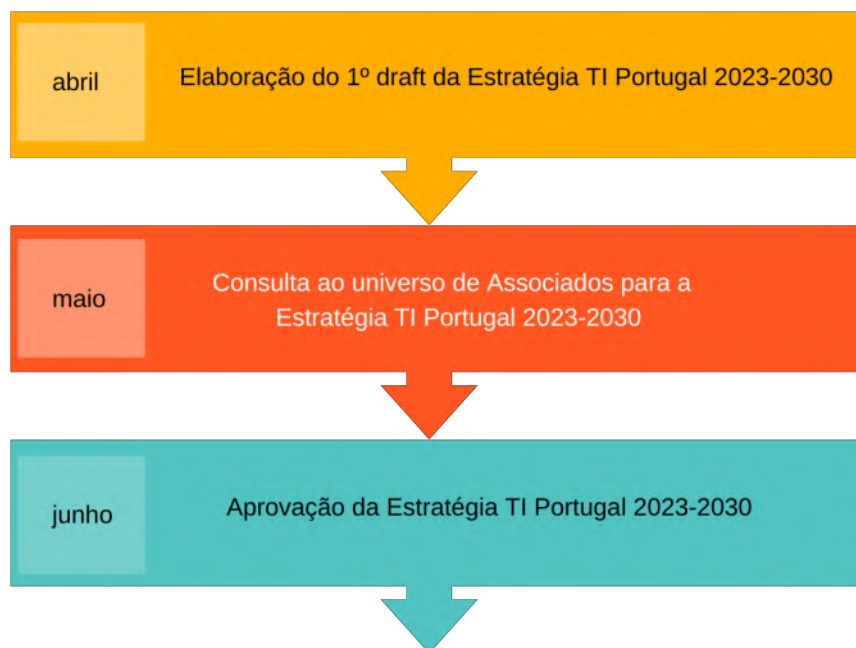 abril
Elaboração do 1º draft da Estratégia TI Portugal 2023-2030
maio
Consulta ao universo de Associados para a
Estratégia TI Portugal 2023-2030
junho
Aprovação da Estratégia TI Portugal 2023-2030